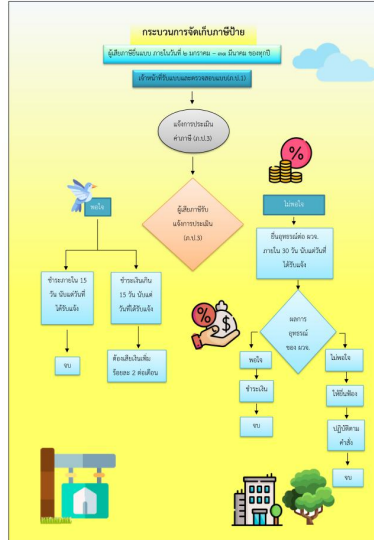 กระบวนการจัดเก็บภาษีป้าย
ผู้เสียภาษียื่นแบบ ภายในวันที่ ๒ มกราคม – ๓๑ มีนาคม ของทุกปี
เจ้าหน้าที่รับแบบและตรวจสอบแบบ(ภ.ป.1)
แจ้งการประเมิน
ค่าภาษี (ภ.ป.3)
ผู้เสียภาษีรับ
แจ้งการประเมิน
(ภ.ป.3)
พอใจ
ชำระภายใน 15
วัน นับแต่วันที่
ได้รับแจ้ง
จบ
ชำระเงินเกิน
15 วัน นับแต่
วันที่ได้รับแจ้ง
ต้องเสียเงินเพิ่ม
ร้อยละ 2 ต่อเดือน
ไม่พอใจ
ยื่นอุทธรณ์ต่อ ผวจ.
ภายใน 30 วัน นับแต่วันที่
ได้รับแจ้ง
ผลการ
อุทธรณ์
ของ ผวจ.
พอใจ
ชำระเงิน
จบ
ไม่พอใจ
ให้ยื่นฟ้อง
ปฏิบัติตาม
คำสั่ง
จบ